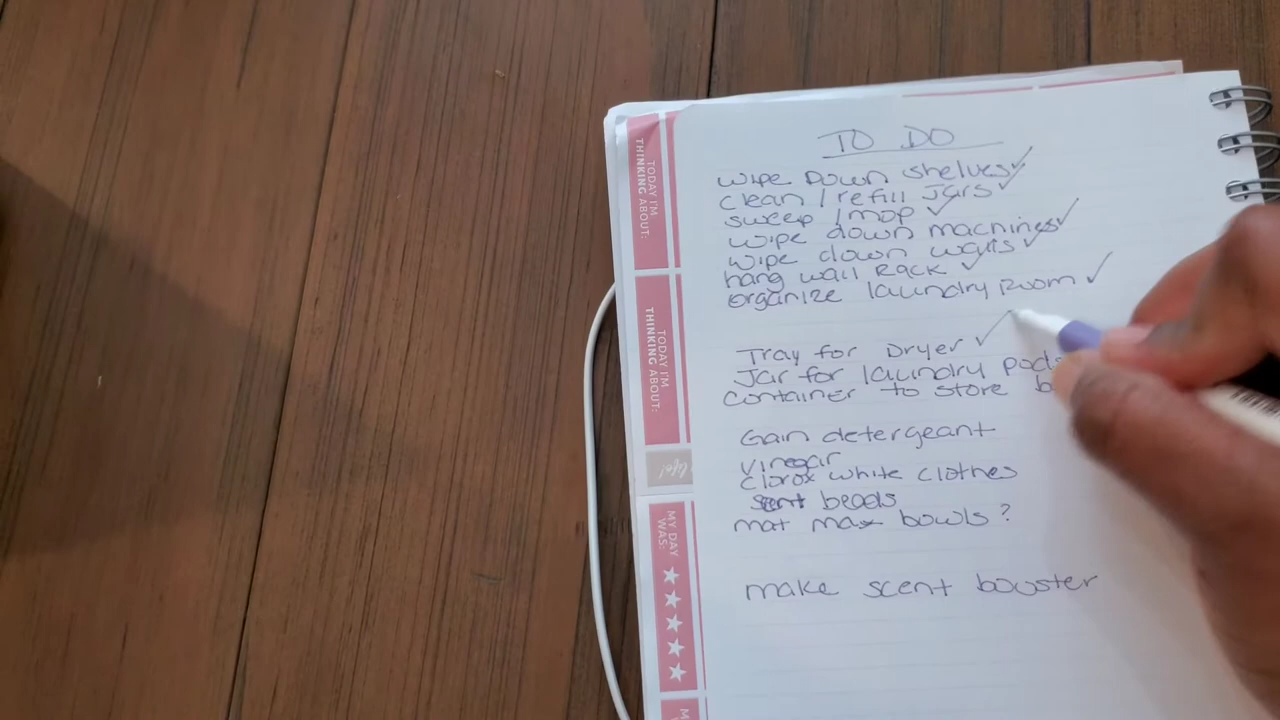 TO DO
wipe Down shelves ✓
clean / refill Jars ✓
sweep / mop ✓
wipe down machines ✓
wipe down walls ✓
hang wall Rack ✓
organize laundry Room ✓
Tray for Dryer ✓
Jar for laundry pods
container to store
Gain detergeant
vinegar
clorox white clothes
scent beads
mat max bowls?
make scent booster
TODAY I'M
THINKING ABOUT:
TODAY I'M
THINKING ABOUT:
life!
MY DAY
WAS: